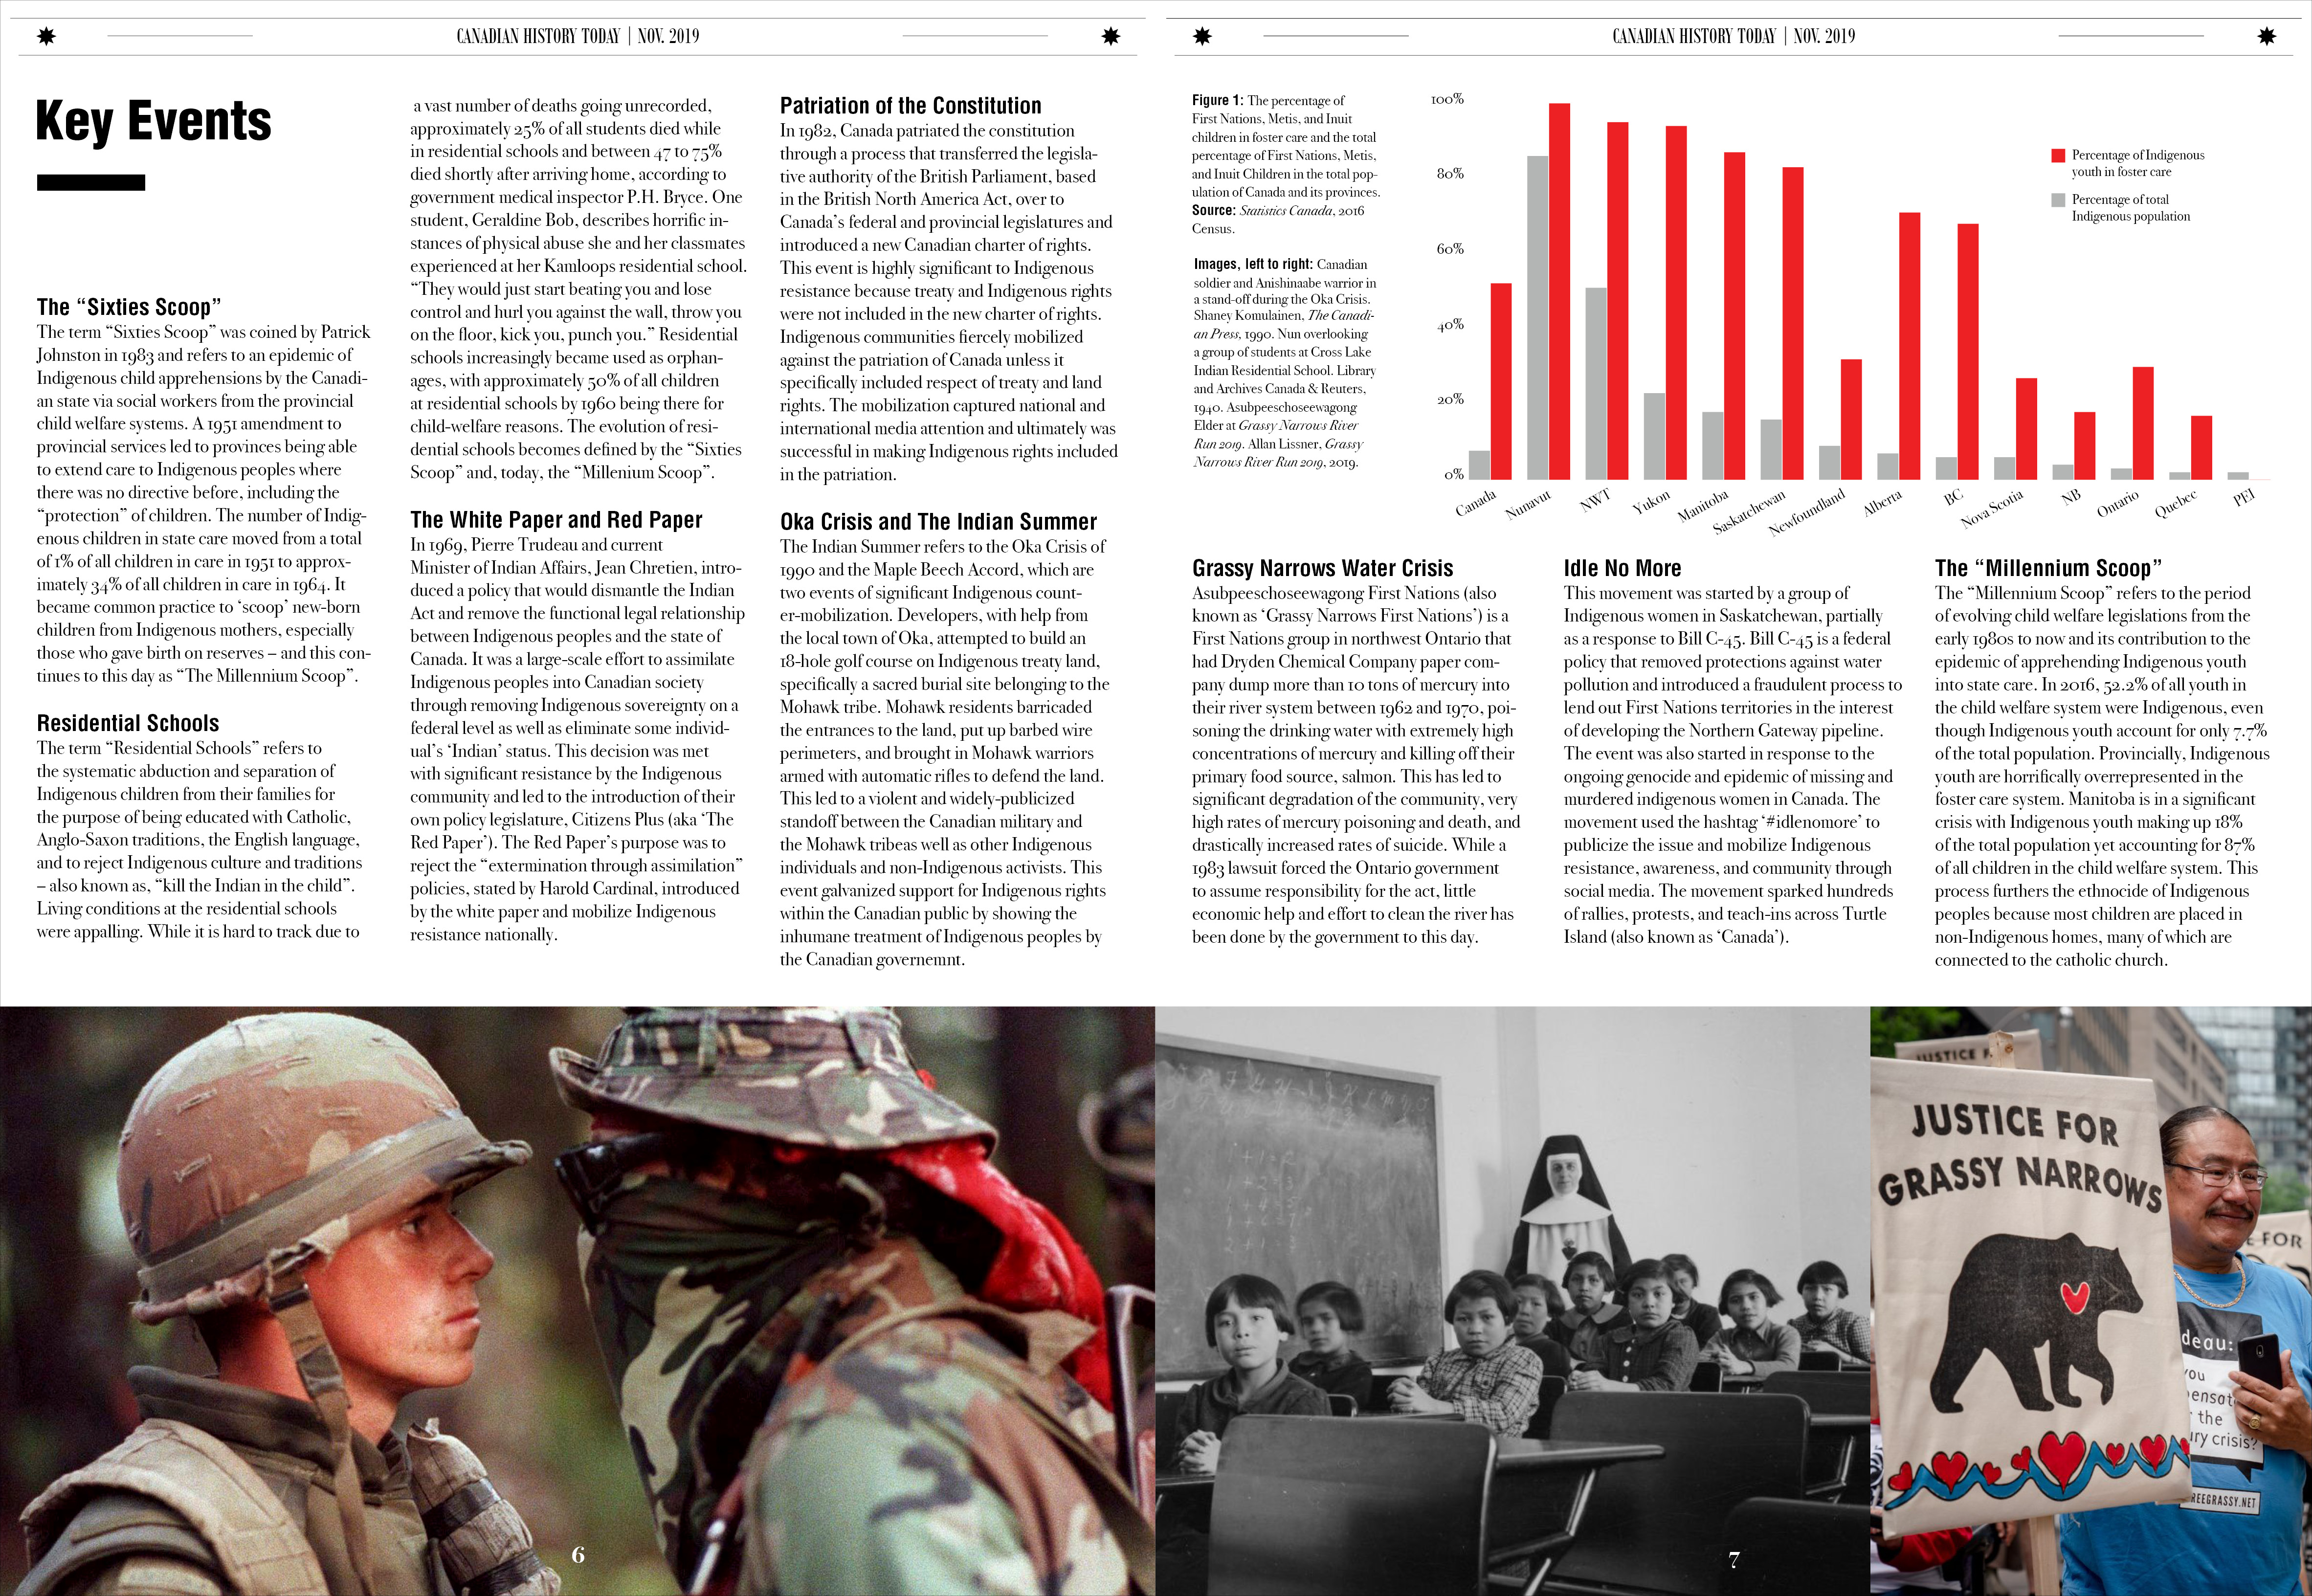 CANADIAN HISTORY TODAY | NOV. 2019
Key Events
The “Sixties Scoop”
The term “Sixties Scoop” was coined by Patrick
Johnston in 1983 and refers to an epidemic of
Indigenous child apprehensions by the Canadi-
an state via social workers from the provincial
child welfare systems. A 1951 amendment to
provincial services led to provinces being able
to extend care to Indigenous peoples where
there was no directive before, including the
“protection” of children. The number of Indig-
enous children in state care moved from a total
of 1% of all children in care in 1951 to approx-
imately 34% of all children in care in 1964. It
became common practice to ‘scoop’ new-born
children from Indigenous mothers, especially
those who gave birth on reserves – and this con-
tinues to this day as “The Millennium Scoop”.
Residential Schools
The term “Residential Schools” refers to
the systematic abduction and separation of
Indigenous children from their families for
the purpose of being educated with Catholic,
Anglo-Saxon traditions, the English language,
and to reject Indigenous culture and traditions
– also known as, “kill the Indian in the child”.
Living conditions at the residential schools
were appalling. While it is hard to track due to
a vast number of deaths going unrecorded,
approximately 25% of all students died while
in residential schools and between 47 to 75%
died shortly after arriving home, according to
government medical inspector P.H. Bryce. One
student, Geraldine Bob, describes horrific in-
stances of physical abuse she and her classmates
experienced at her Kamloops residential school.
“They would just start beating you and lose
control and hurl you against the wall, throw you
on the floor, kick you, punch you.” Residential
schools increasingly became used as orphan-
ages, with approximately 50% of all children
at residential schools by 1960 being there for
child-welfare reasons. The evolution of resi-
dential schools becomes defined by the “Sixties
Scoop” and, today, the “Millenium Scoop”.
The White Paper and Red Paper
In 1969, Pierre Trudeau and current
Minister of Indian Affairs, Jean Chretien, intro-
duced a policy that would dismantle the Indian
Act and remove the functional legal relationship
between Indigenous peoples and the state of
Canada. It was a large-scale effort to assimilate
Indigenous peoples into Canadian society
through removing Indigenous sovereignty on a
federal level as well as eliminate some individ-
ual’s ‘Indian’ status. This decision was met
with significant resistance by the Indigenous
community and led to the introduction of their
own policy legislature, Citizens Plus (aka ‘The
Red Paper’). The Red Paper’s purpose was to
reject the “extermination through assimilation”
policies, stated by Harold Cardinal, introduced
by the white paper and mobilize Indigenous
resistance nationally.
Patriation of the Constitution
In 1982, Canada patriated the constitution
through a process that transferred the legisla-
tive authority of the British Parliament, based
in the British North America Act, over to
Canada’s federal and provincial legislatures and
introduced a new Canadian charter of rights.
This event is highly significant to Indigenous
resistance because treaty and Indigenous rights
were not included in the new charter of rights.
Indigenous communities fiercely mobilized
against the patriation of Canada unless it
specifically included respect of treaty and land
rights. The mobilization captured national and
international media attention and ultimately was
successful in making Indigenous rights included
in the patriation.
Oka Crisis and The Indian Summer
The Indian Summer refers to the Oka Crisis of
1990 and the Maple Beech Accord, which are
two events of significant Indigenous count-
er-mobilization. Developers, with help from
the local town of Oka, attempted to build an
18-hole golf course on Indigenous treaty land,
specifically a sacred burial site belonging to the
Mohawk tribe. Mohawk residents barricaded
the entrances to the land, put up barbed wire
perimeters, and brought in Mohawk warriors
armed with automatic rifles to defend the land.
This led to a violent and widely-publicized
standoff between the Canadian military and
the Mohawk tribeas well as other Indigenous
individuals and non-Indigenous activists. This
event galvanized support for Indigenous rights
within the Canadian public by showing the
inhumane treatment of Indigenous peoples by
the Canadian governemnt.
6
CANADIAN HISTORY TODAY | NOV. 2019
Figure 1: The percentage of
First Nations, Metis, and Inuit
children in foster care and the total
percentage of First Nations, Metis,
and Inuit Children in the total pop-
ulation of Canada and its provinces.
Source: Statistics Canada, 2016
Census.
Images, left to right: Canadian
soldier and Anishinaabe warrior in
a stand-off during the Oka Crisis.
Shaney Komulainen, The Canadi-
an Press, 1990. Nun overlooking
a group of students at Cross Lake
Indian Residential School. Library
and Archives Canada & Reuters,
1940. Asubpeeschoseewagong
Elder at Grassy Narrows River
Run 2019. Allan Lissner, Grassy
Narrows River Run 2019, 2019.
100%
80%
60%
40%
20%
0%
Canada
Nunavut
NWT
Yukon
Manitoba
Saskatchewan
Newfoundland
Alberta
BC
Nova Scotia
NB
Ontario
Quebec
PEI
Percentage of Indigenous
youth in foster care
Percentage of total
Indigenous population
Grassy Narrows Water Crisis
Asubpeeschoseewagong First Nations (also
known as ‘Grassy Narrows First Nations’) is a
First Nations group in northwest Ontario that
had Dryden Chemical Company paper com-
pany dump more than 10 tons of mercury into
their river system between 1962 and 1970, poi-
soning the drinking water with extremely high
concentrations of mercury and killing off their
primary food source, salmon. This has led to
significant degradation of the community, very
high rates of mercury poisoning and death, and
drastically increased rates of suicide. While a
1983 lawsuit forced the Ontario government
to assume responsibility for the act, little
economic help and effort to clean the river has
been done by the government to this day.
Idle No More
This movement was started by a group of
Indigenous women in Saskatchewan, partially
as a response to Bill C-45. Bill C-45 is a federal
policy that removed protections against water
pollution and introduced a fraudulent process to
lend out First Nations territories in the interest
of developing the Northern Gateway pipeline.
The event was also started in response to the
ongoing genocide and epidemic of missing and
murdered indigenous women in Canada. The
movement used the hashtag ‘#idlenomore’ to
publicize the issue and mobilize Indigenous
resistance, awareness, and community through
social media. The movement sparked hundreds
of rallies, protests, and teach-ins across Turtle
Island (also known as ‘Canada’).
The “Millennium Scoop”
The “Millennium Scoop” refers to the period
of evolving child welfare legislations from the
early 1980s to now and its contribution to the
epidemic of apprehending Indigenous youth
into state care. In 2016, 52.2% of all youth in
the child welfare system were Indigenous, even
though Indigenous youth account for only 7.7%
of the total population. Provincially, Indigenous
youth are horrifically overrepresented in the
foster care system. Manitoba is in a significant
crisis with Indigenous youth making up 18%
of the total population yet accounting for 87%
of all children in the child welfare system. This
process furthers the ethnocide of Indigenous
peoples because most children are placed in
non-Indigenous homes, many of which are
connected to the catholic church.
JUSTICE
JUSTICE FOR
GRASSY NARROWS
FOR
deau:
you
the
crisis?
REEGRASSY.NET
7